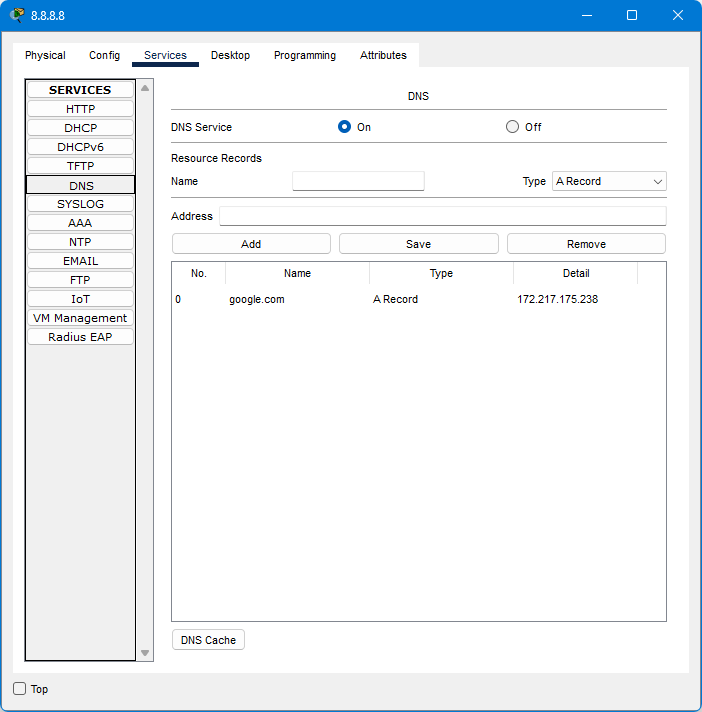 8.8.8.8
Physical Config Services Desktop Programming Attributes
SERVICES
HTTP
DHCP
DHCPv6
TFTP
DNS
SYSLOG
AAA
NTP
EMAIL
FTP
IoT
VM Management
Radius EAP
DNS
DNS Service On Off
Resource Records
Name Type A Record
Address
Add Save Remove
No. Name Type Detail
0 google.com A Record 172.217.175.238
DNS Cache
Top